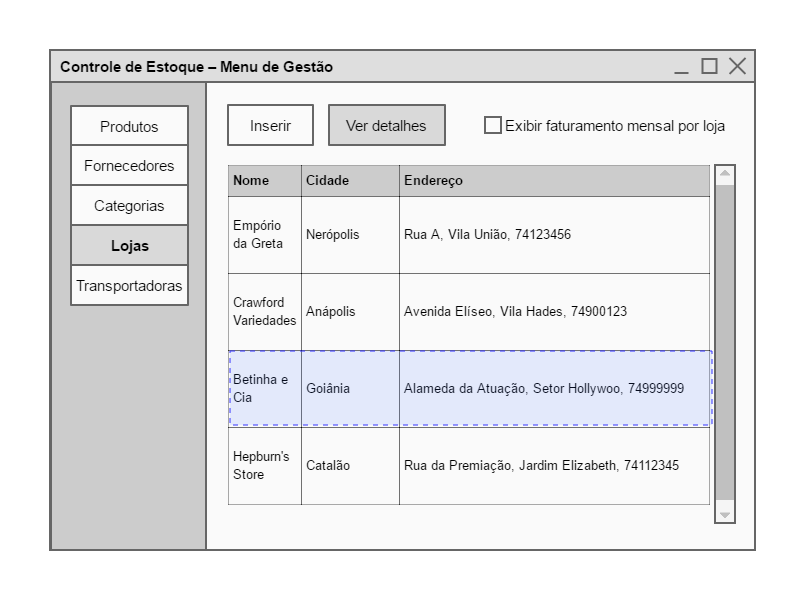 Controle de Estoque – Menu de Gestão
Produtos
Fornecedores
Categorias
Lojas
Transportadoras
Inserir
Ver detalhes
Exibir faturamento mensal por loja
Nome
Cidade
Endereço
Empório
da Greta
Nerópolis
Rua A, Vila União, 74123456
Crawford
Variedades
Anápolis
Avenida Elíseo, Vila Hades, 74900123
Betinha e
Cia
Goiânia
Alameda da Atuação, Setor Hollywoo, 74999999
Hepburn's
Store
Catalão
Rua da Premiação, Jardim Elizabeth, 74112345